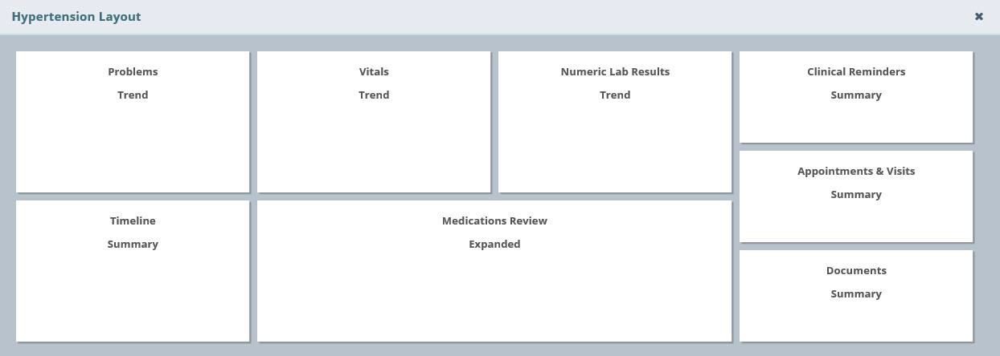 Hypertension Layout
Problems
Trend
Vitals
Trend
Numeric Lab Results
Trend
Clinical Reminders
Summary
Appointments & Visits
Summary
Timeline
Summary
Medications Review
Expanded
Documents
Summary